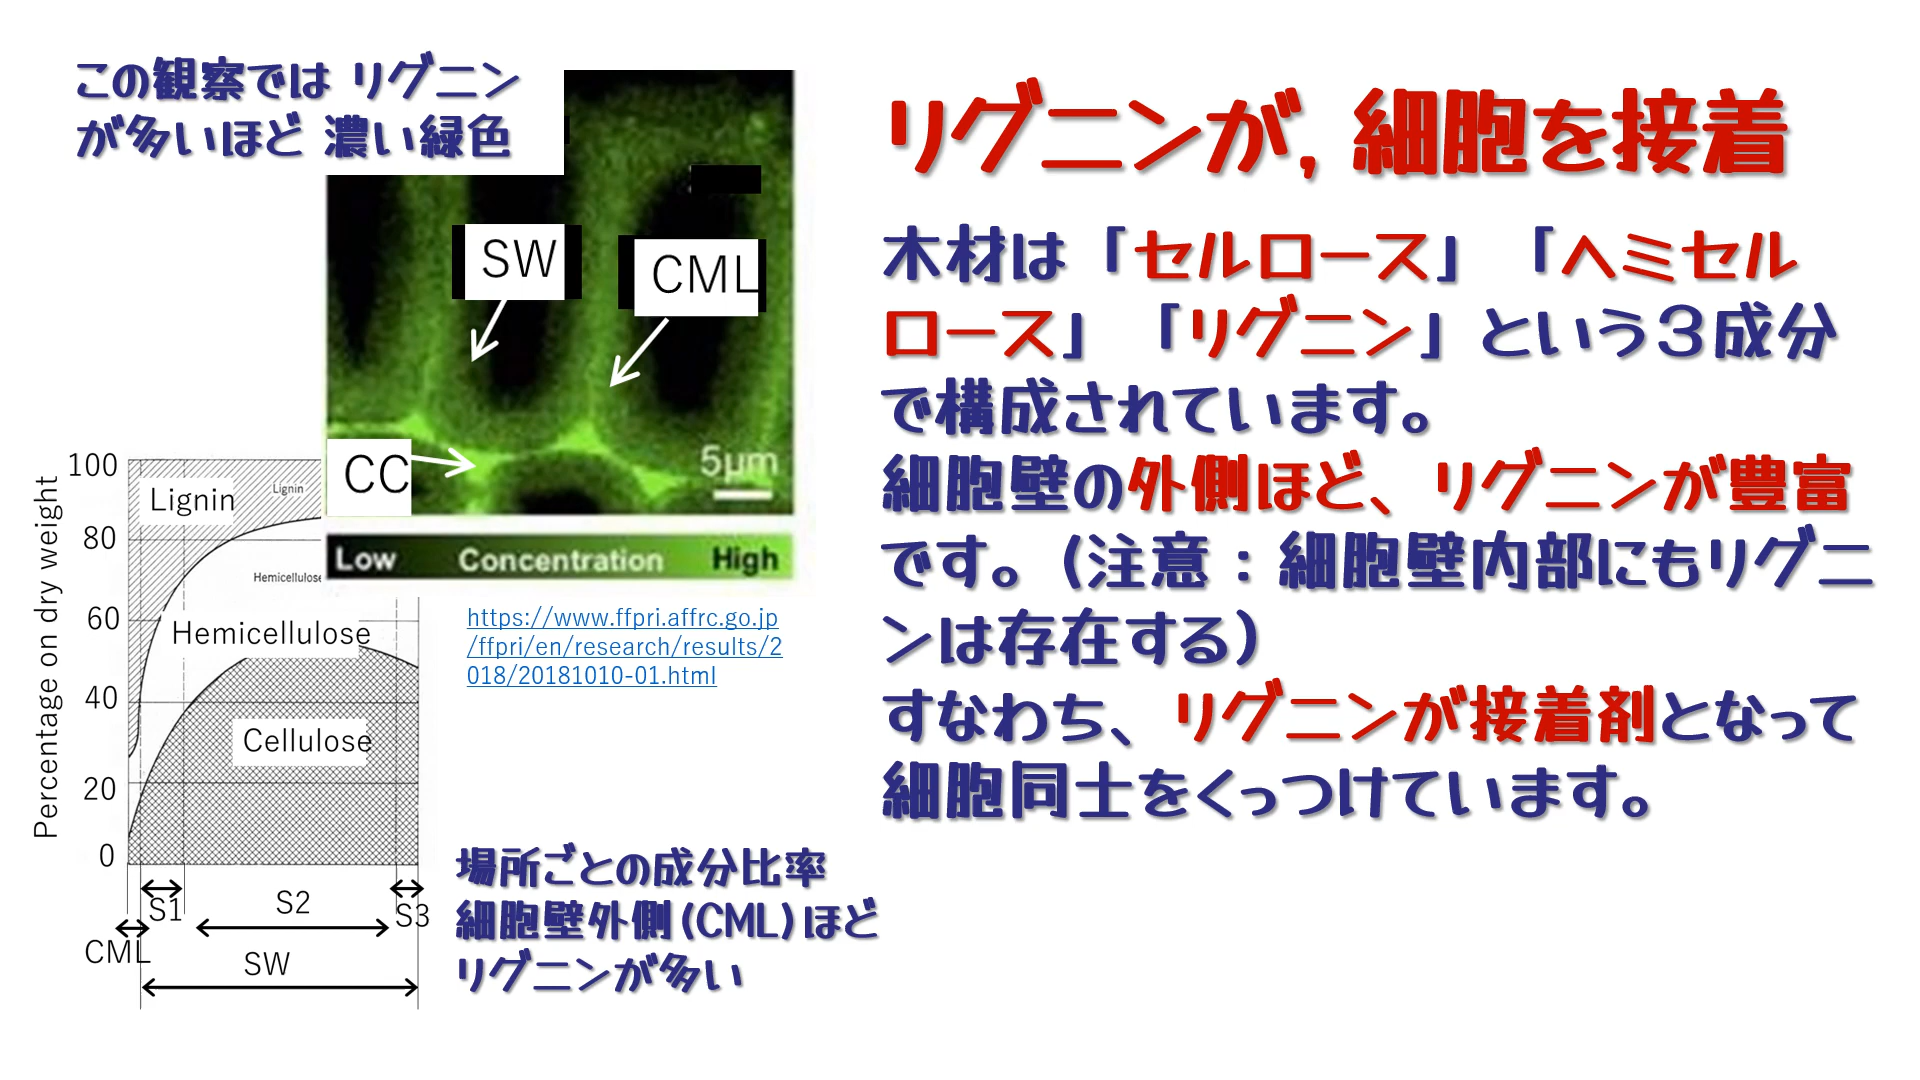 この観察では リグニン
が多いほど 濃い緑色
SW
CML
CC
5μm
Low Concentration High
https://www.ffpri.affrc.go.jp
/ffpri/en/research/results/2
018/20181010-01.html
Percentage on dry weight
100
80
60
40
20
0
Lignin
Lignin
Hemicellulose
Hemicellulose
Cellulose
S1
S2
S3
CML
SW
場所ごとの成分比率
細胞壁外側(CML)ほど
リグニンが多い
リグニンが, 細胞を接着
木材は「セルロース」「ヘミセル
ロース」「リグニン」という３成分
で構成されています。
細胞壁の外側ほど、リグニンが豊富
です。(注意：細胞壁内部にもリグニ
ンは存在する)
すなわち、リグニンが接着剤となって
細胞同士をくっつけています。